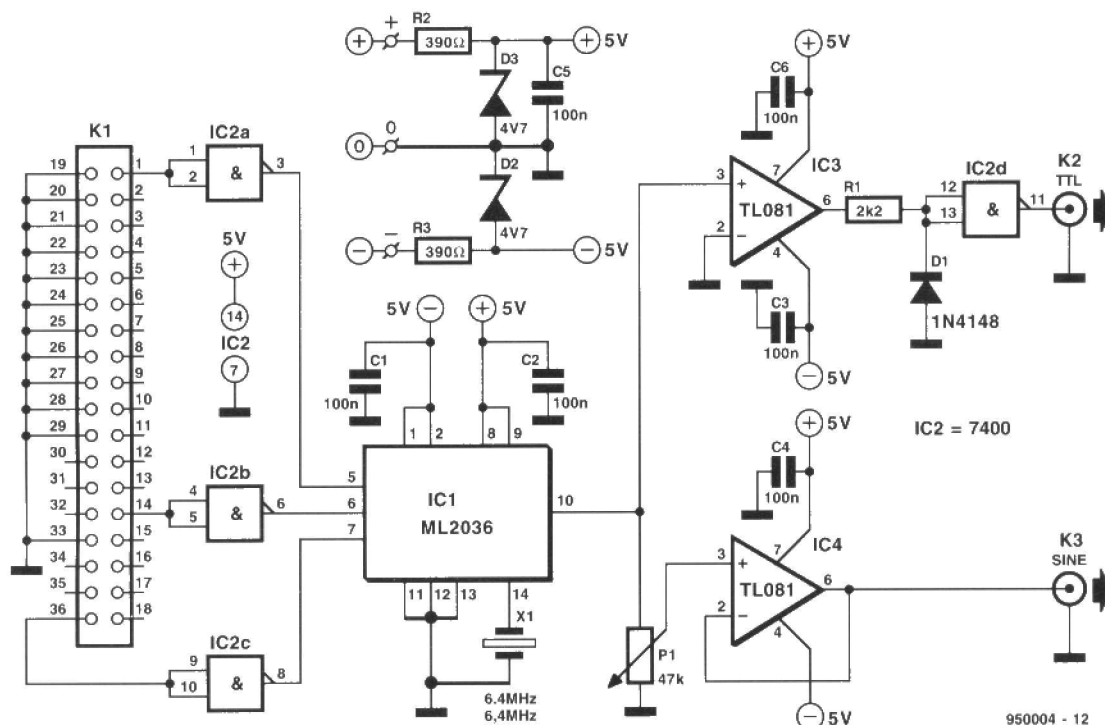 R2
+
390Ω
+
5V
D3
C5
4V7
100n
0
0
D2
4V7
R3
−
390Ω
−
5V
K1
19
20
21
22
23
24
25
26
27
28
29
30
31
32
33
34
35
36
1
2
3
4
5
6
7
8
9
10
11
12
13
14
15
16
17
18
IC2a
1
2
&
3
5V
+
14
IC2
7
IC2b
4
5
&
6
IC2c
9
10
&
8
5V
−
+
5V
C1
100n
C2
100n
1
2
8
9
5
6
7
IC1
ML2036
10
11
12
13
14
X1
6.4MHz
6,4MHz
+
5V
C6
100n
IC3
7
3
+
TL081
6
2
−
4
C3
100n
−
5V
R1
2k2
IC2d
12
13
&
11
D1
1N4148
K2
TTL
IC2 = 7400
+
5V
C4
100n
IC4
7
3
+
TL081
6
2
−
4
−
5V
P1
47k
K3
SINE
950004 - 12